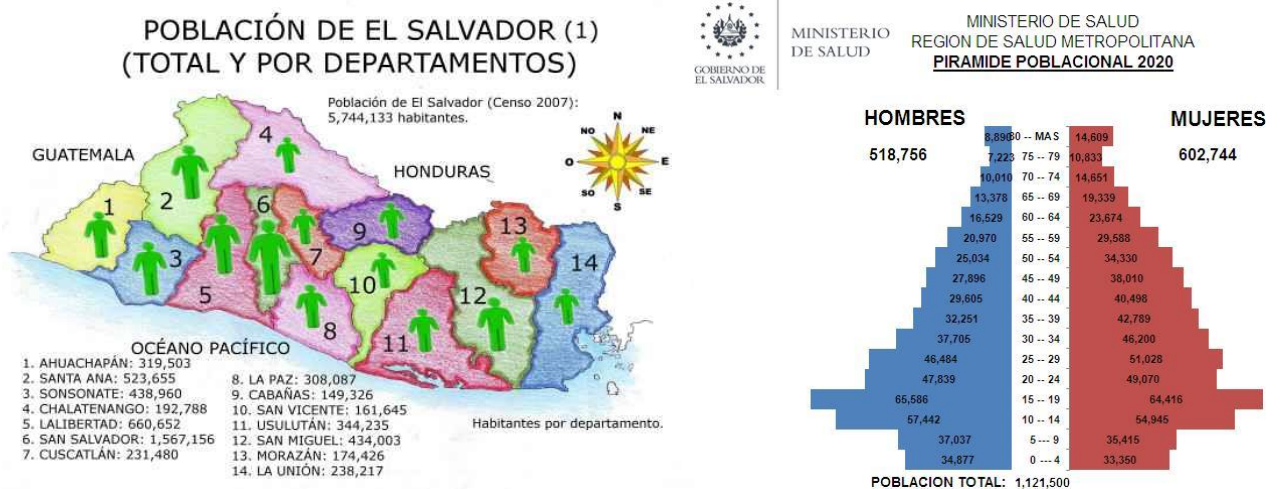 POBLACIÓN DE EL SALVADOR (1)
(TOTAL Y POR DEPARTAMENTOS)
Población de El Salvador (Censo 2007):
5,744,133 habitantes.
N
NO NE
O E
SO SE
S
GUATEMALA
HONDURAS
1
2
3
4
5
6
7
8
9
10
11
12
13
14
OCÉANO PACÍFICO
1. AHUACHAPÁN: 319,503
2. SANTA ANA: 523,655
3. SONSONATE: 438,960
4. CHALATENANGO: 192,788
5. LALIBERTAD: 660,652
6. SAN SALVADOR: 1,567,156
7. CUSCATLÁN: 231,480
8. LA PAZ: 308,087
9. CABAÑAS: 149,326
10. SAN VICENTE: 161,645
11. USULUTÁN: 344,235
12. SAN MIGUEL: 434,003
13. MORAZÁN: 174,426
14. LA UNIÓN: 238,217
Habitantes por departamento.
GOBIERNO DE
EL SALVADOR
MINISTERIO
DE SALUD
MINISTERIO DE SALUD
REGION DE SALUD METROPOLITANA
PIRAMIDE POBLACIONAL 2020
HOMBRES
518,756
MUJERES
602,744
8,890 80 -- MAS 14,609
7,223 75 -- 79 10,833
10,010 70 -- 74 14,651
13,378 65 -- 69 19,339
16,529 60 -- 64 23,674
20,970 55 -- 59 29,588
25,034 50 -- 54 34,330
27,896 45 -- 49 38,010
29,605 40 -- 44 40,498
32,251 35 -- 39 42,789
37,705 30 -- 34 46,200
46,484 25 -- 29 51,028
47,839 20 -- 24 49,070
65,586 15 -- 19 64,416
57,442 10 -- 14 54,945
37,037 5 --- 9 35,415
34,877 0 --- 4 33,350
POBLACION TOTAL: 1,121,500